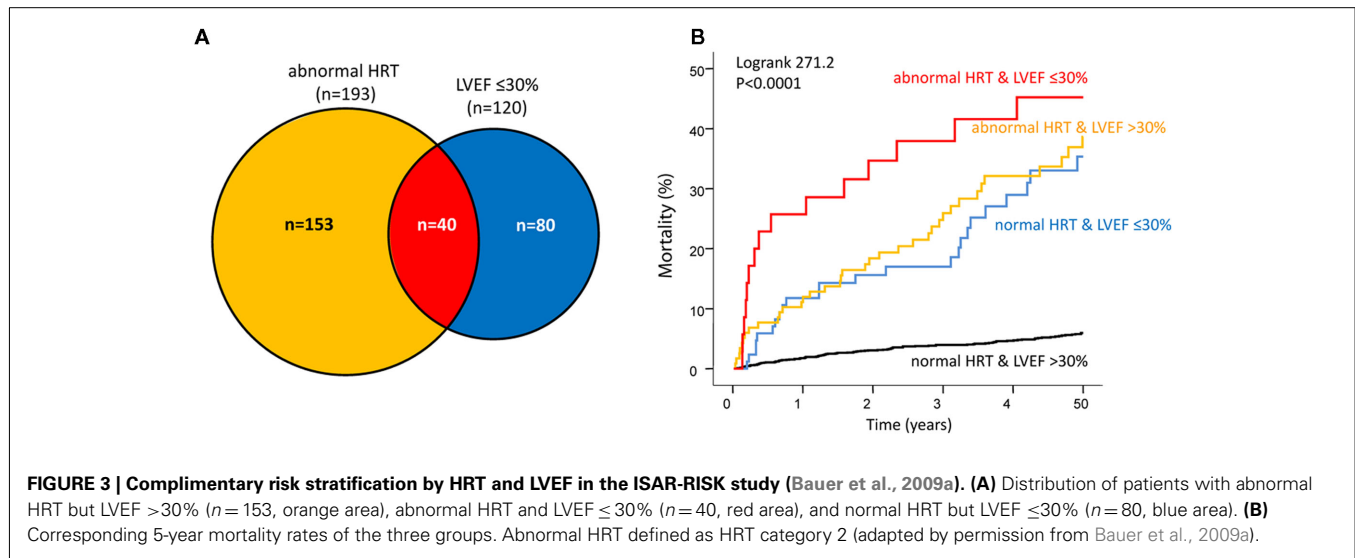 A
abnormal HRT
(n=193)
LVEF ≤30%
(n=120)
n=153
n=40
n=80
B
Logrank 271.2
P<0.0001
abnormal HRT & LVEF ≤30%
abnormal HRT & LVEF >30%
normal HRT & LVEF ≤30%
normal HRT & LVEF >30%
Mortality (%)
50
40
30
20
10
0
0 1 2 3 4 50
Time (years)
FIGURE 3 | Complimentary risk stratification by HRT and LVEF in the ISAR-RISK study (Bauer et al., 2009a). (A) Distribution of patients with abnormal
HRT but LVEF >30% (n = 153, orange area), abnormal HRT and LVEF ≤ 30% (n = 40, red area), and normal HRT but LVEF ≤30% (n = 80, blue area). (B)
Corresponding 5-year mortality rates of the three groups. Abnormal HRT defined as HRT category 2 (adapted by permission from Bauer et al., 2009a).